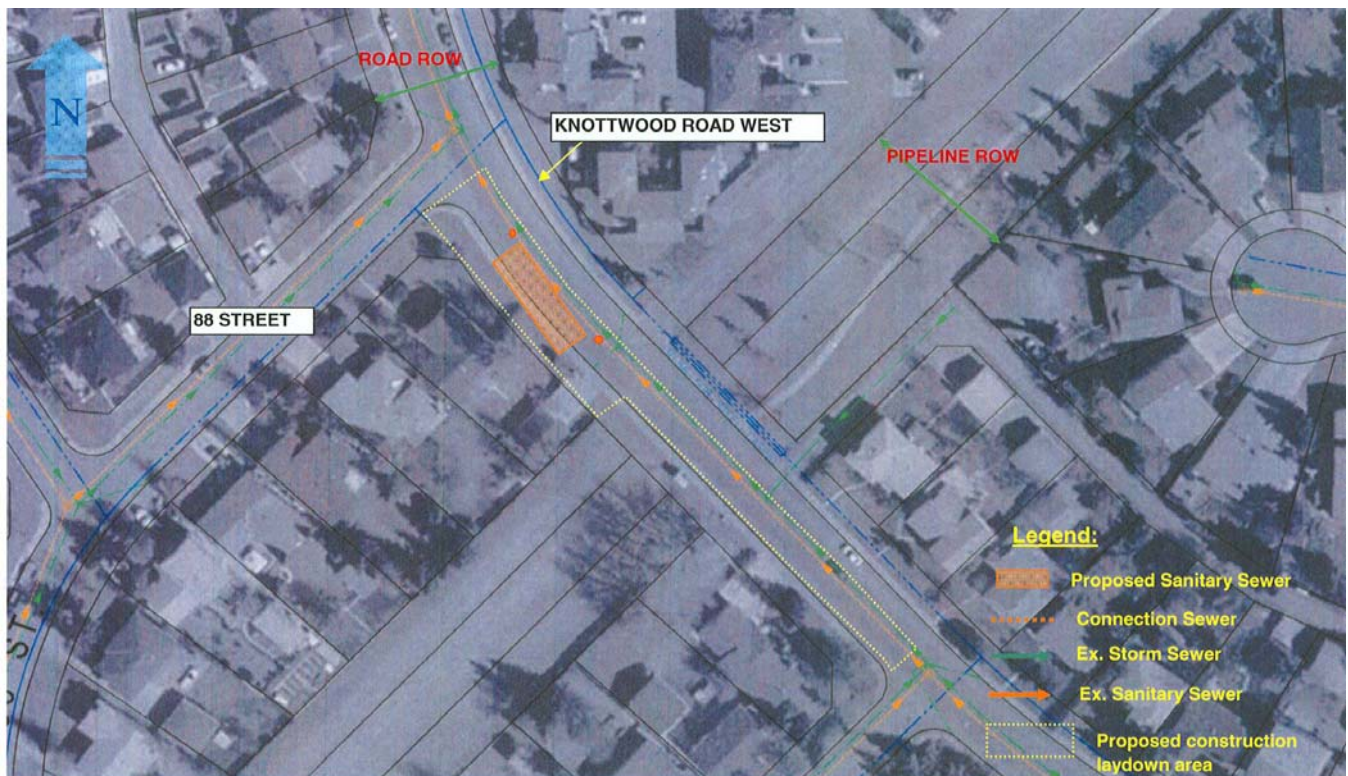 N
ROAD ROW
KNOTTWOOD ROAD WEST
PIPELINE ROW
88 STREET
Legend:
Proposed Sanitary Sewer
Connection Sewer
Ex. Storm Sewer
Ex. Sanitary Sewer
Proposed construction
laydown area
ST